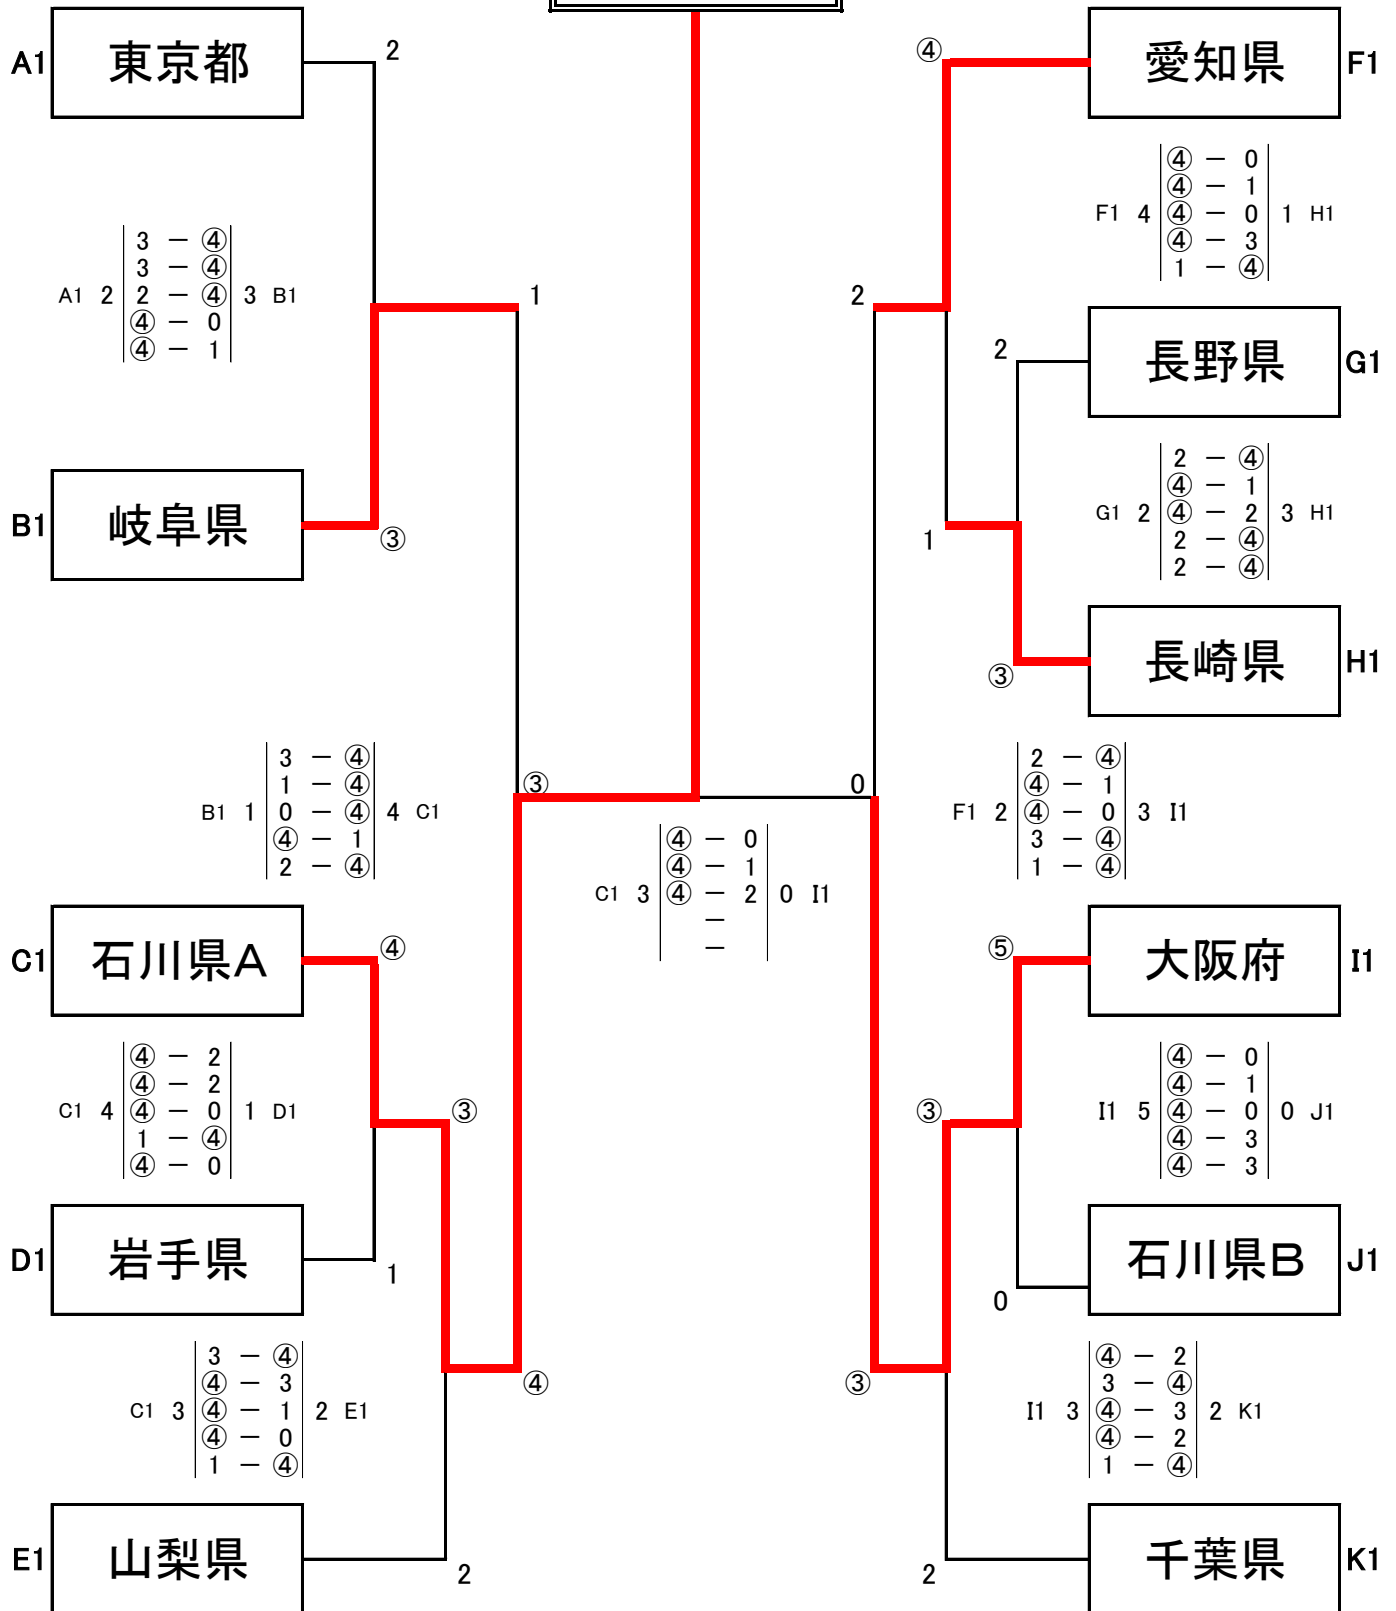 A1 東京都 2
3 － ④
3 － ④
A1 2 2 － ④ 3 B1
④ － 0
④ － 1
1
B1 岐阜県 ③
3 － ④
1 － ④
B1 1 0 － ④ 4 C1
④ － 1
2 － ④
C1 石川県A ④
④ － 2
④ － 2
C1 4 ④ － 0 1 D1
1 － ④
④ － 0
③
D1 岩手県 1
3 － ④
④ － 3
C1 3 ④ － 1 2 E1
④ － 0
1 － ④
④
E1 山梨県 2
③ 0
④ － 0
④ － 1
C1 3 ④ － 2 0 I1
－
－
④ 愛知県 F1
④ － 0
④ － 1
F1 4 ④ － 0 1 H1
④ － 3
1 － ④
2
2 長野県 G1
2 － ④
④ － 1
G1 2 ④ － 2 3 H1
2 － ④
2 － ④
1
③ 長崎県 H1
2 － ④
④ － 1
F1 2 ④ － 0 3 I1
3 － ④
1 － ④
⑤ 大阪府 I1
④ － 0
④ － 1
I1 5 ④ － 0 0 J1
④ － 3
④ － 3
③
0 石川県B J1
④ － 2
3 － ④
I1 3 ④ － 3 2 K1
④ － 2
1 － ④
③
2 千葉県 K1